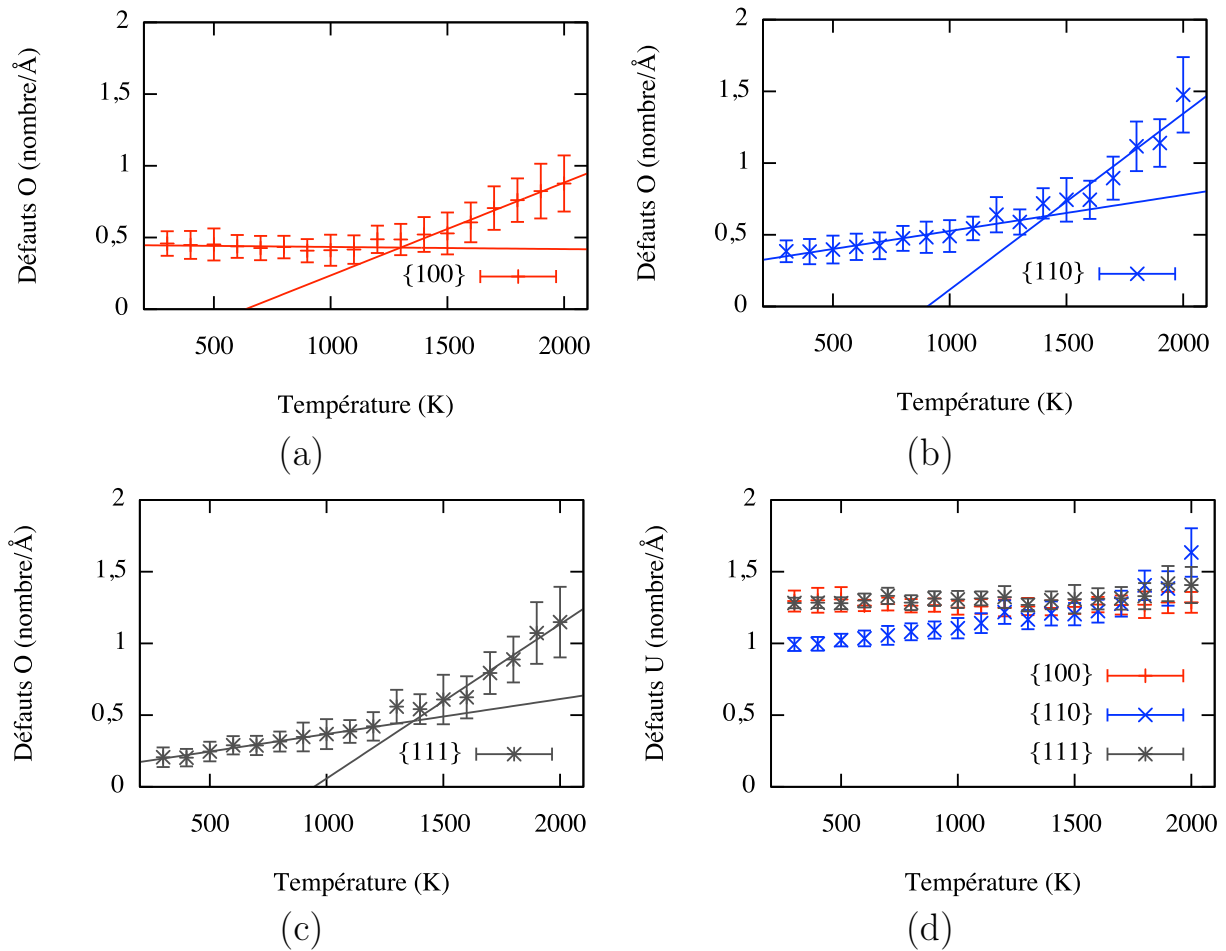 Défauts O (nombre/Å)
2
1,5
1
0,5
0
{100}
500 1000 1500 2000
Température (K)
(a)
Défauts O (nombre/Å)
2
1,5
1
0,5
0
{110}
500 1000 1500 2000
Température (K)
(b)
Défauts O (nombre/Å)
2
1,5
1
0,5
0
{111}
500 1000 1500 2000
Température (K)
(c)
Défauts U (nombre/Å)
2
1,5
1
0,5
0
{100}
{110}
{111}
500 1000 1500 2000
Température (K)
(d)